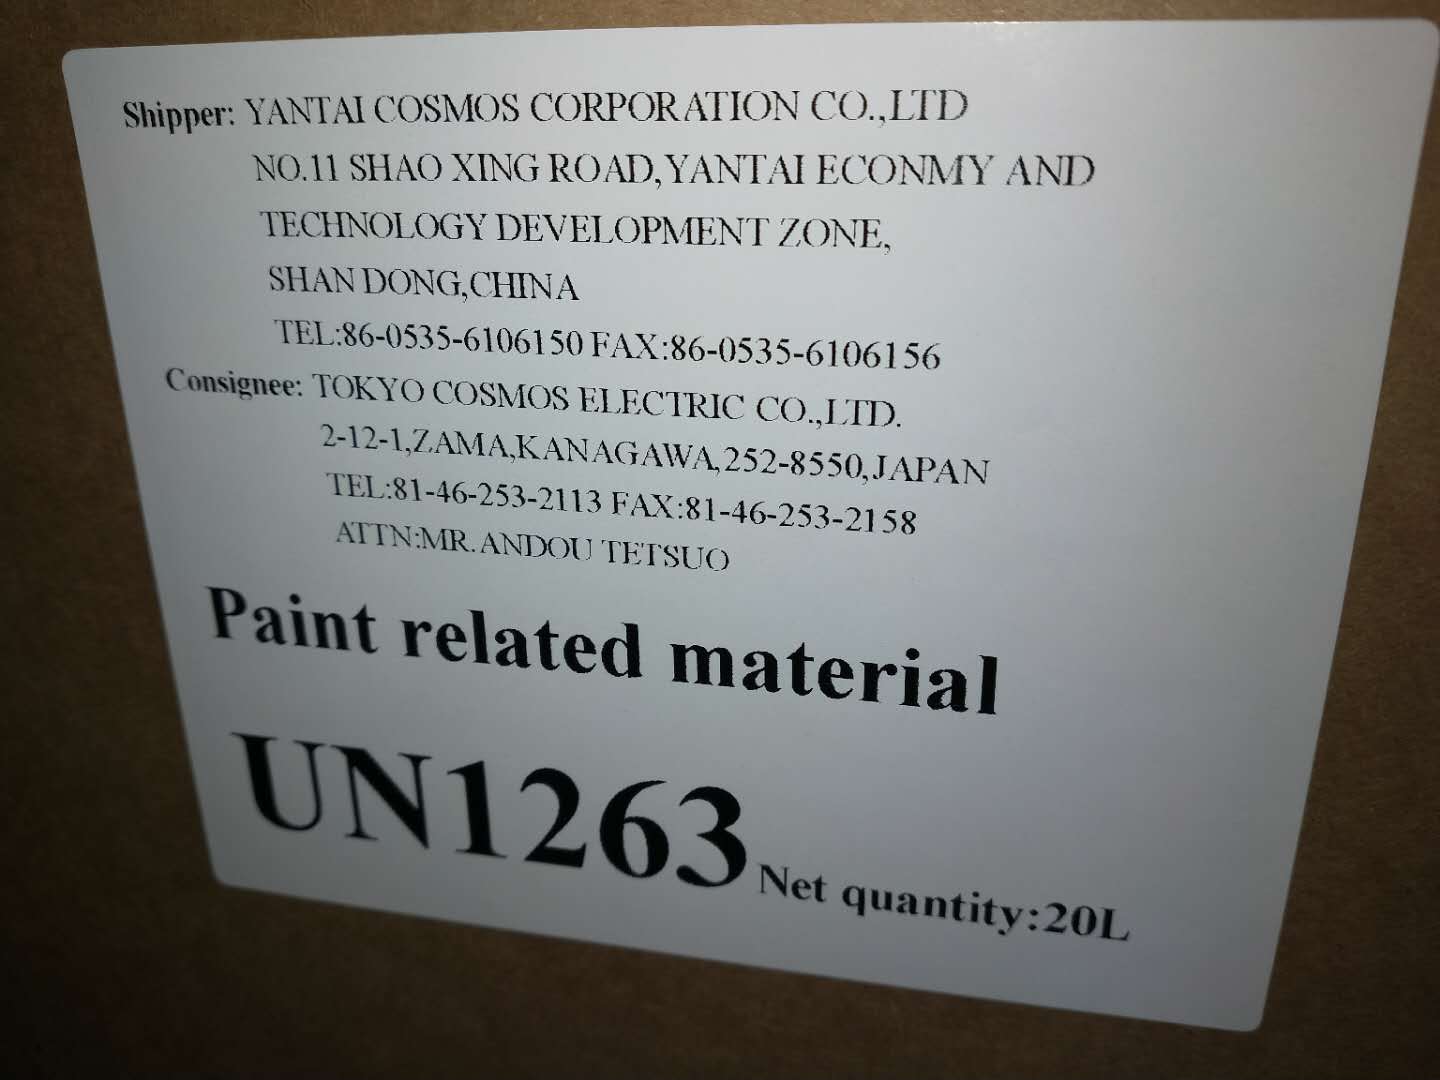 Shipper: YANTAI COSMOS CORPORATION CO.,LTD
NO.11 SHAO XING ROAD,YANTAI ECONMY AND
TECHNOLOGY DEVELOPMENT ZONE,
SHAN DONG,CHINA
TEL:86-0535-6106150 FAX:86-0535-6106156
Consignee: TOKYO COSMOS ELECTRIC CO.,LTD.
2-12-1,ZAMA,KANAGAWA,252-8550,JAPAN
TEL:81-46-253-2113 FAX:81-46-253-2158
ATTN:MR.ANDOU TETSUO
Paint related material
UN1263 Net quantity:20L